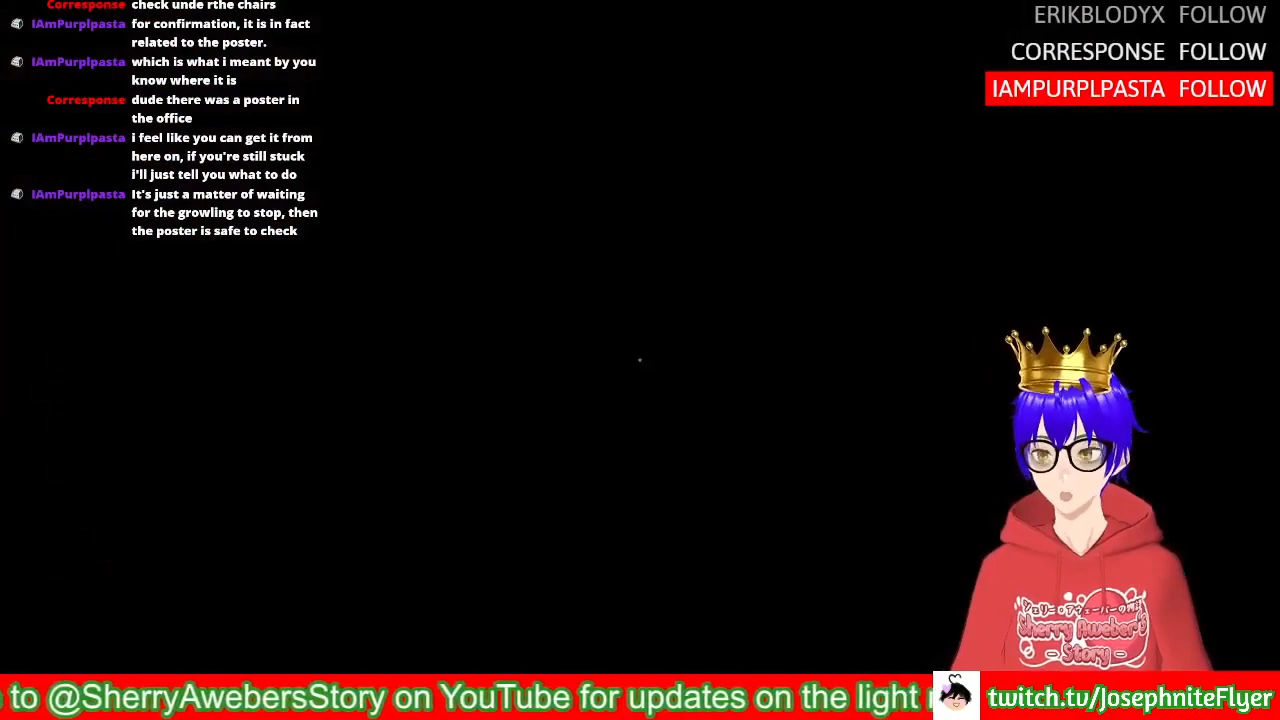 Corresponse check unde rthe chairs
IAmPurplpasta for confirmation, it is in fact
related to the poster.
IAmPurplpasta which is what i meant by you
know where it is
Corresponse dude there was a poster in
the office
IAmPurplpasta i feel like you can get it from
here on, if you're still stuck
i'll just tell you what to do
IAmPurplpasta It's just a matter of waiting
for the growling to stop, then
the poster is safe to check
ERIKBLODYX FOLLOW
CORRESPONSE FOLLOW
IAMPURPLPASTA FOLLOW
Sherry Aweber's
- Story -
to @SherryAwebersStory on YouTube for updates on the light
twitch.tv/JosephniteFlyer